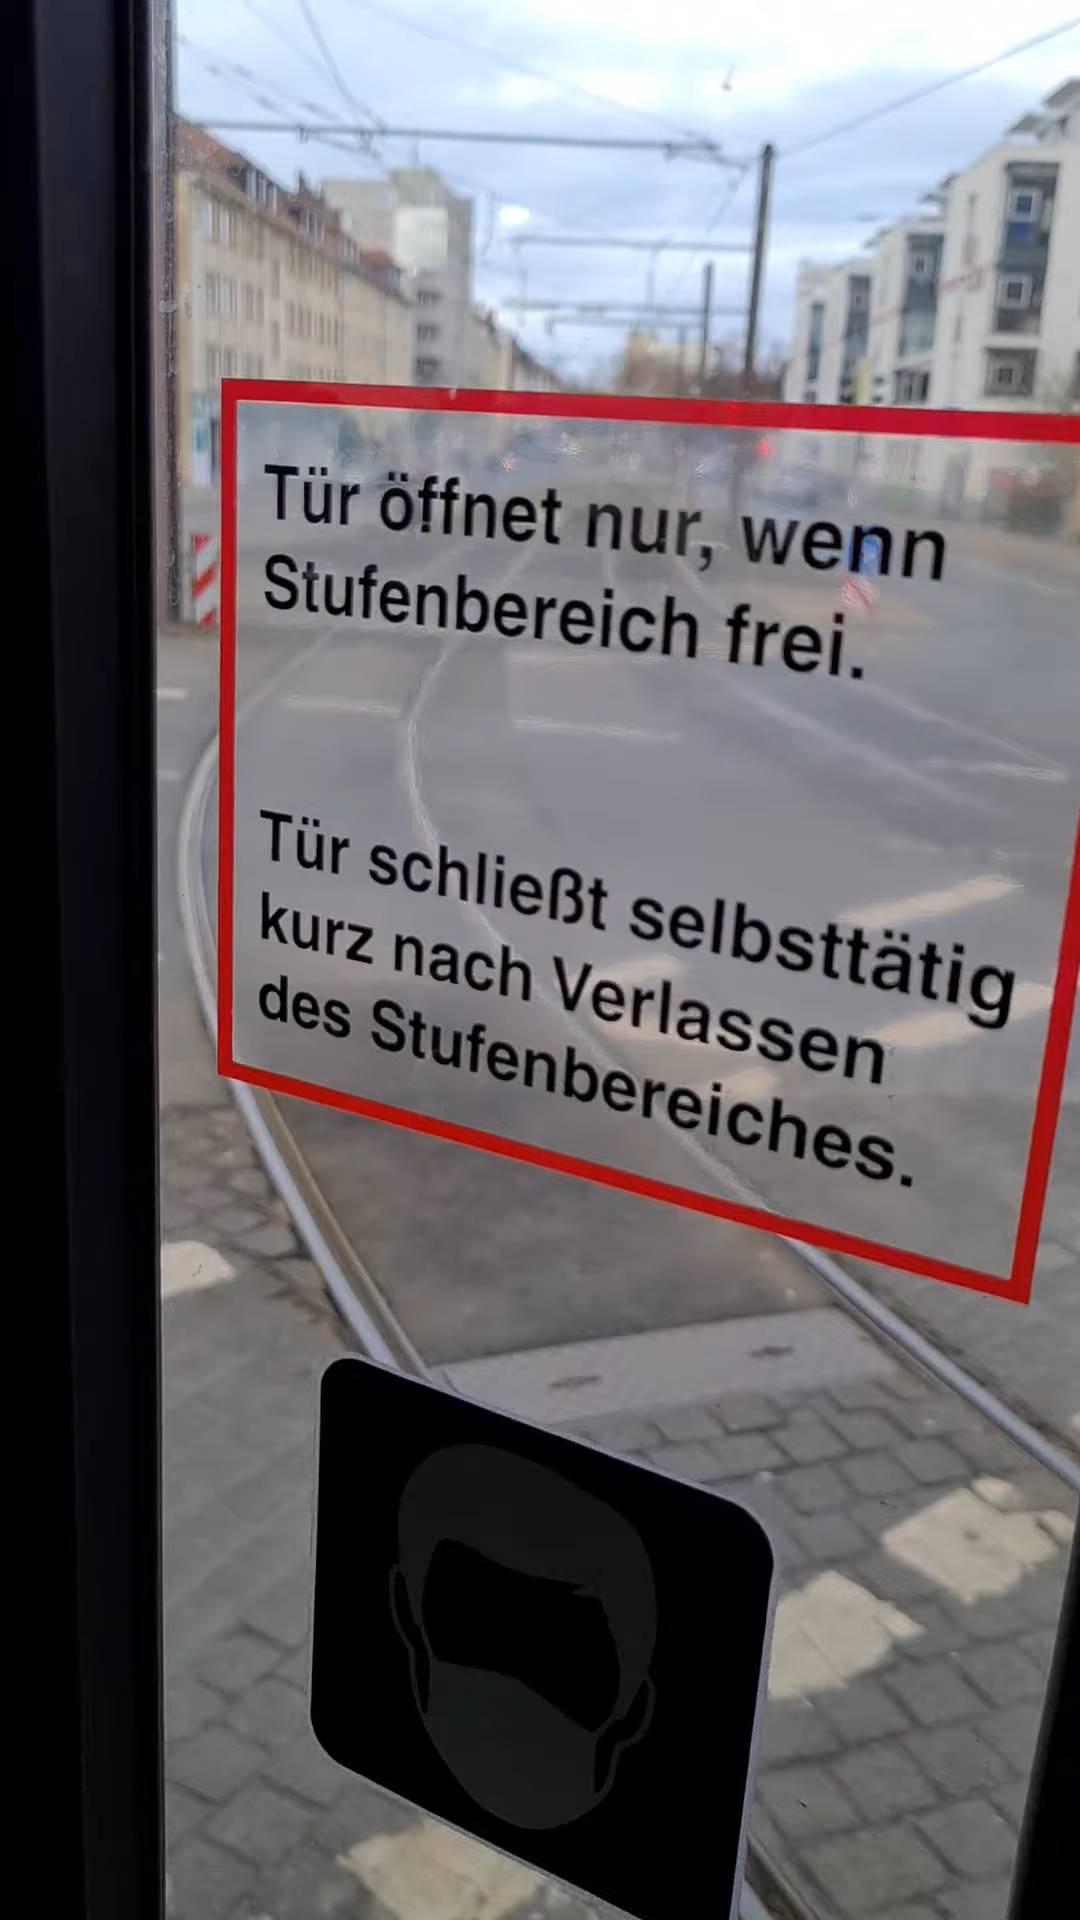 Tür öffnet nur, wenn
Stufenbereich frei.
Tür schließt selbsttätig
kurz nach Verlassen
des Stufenbereiches.